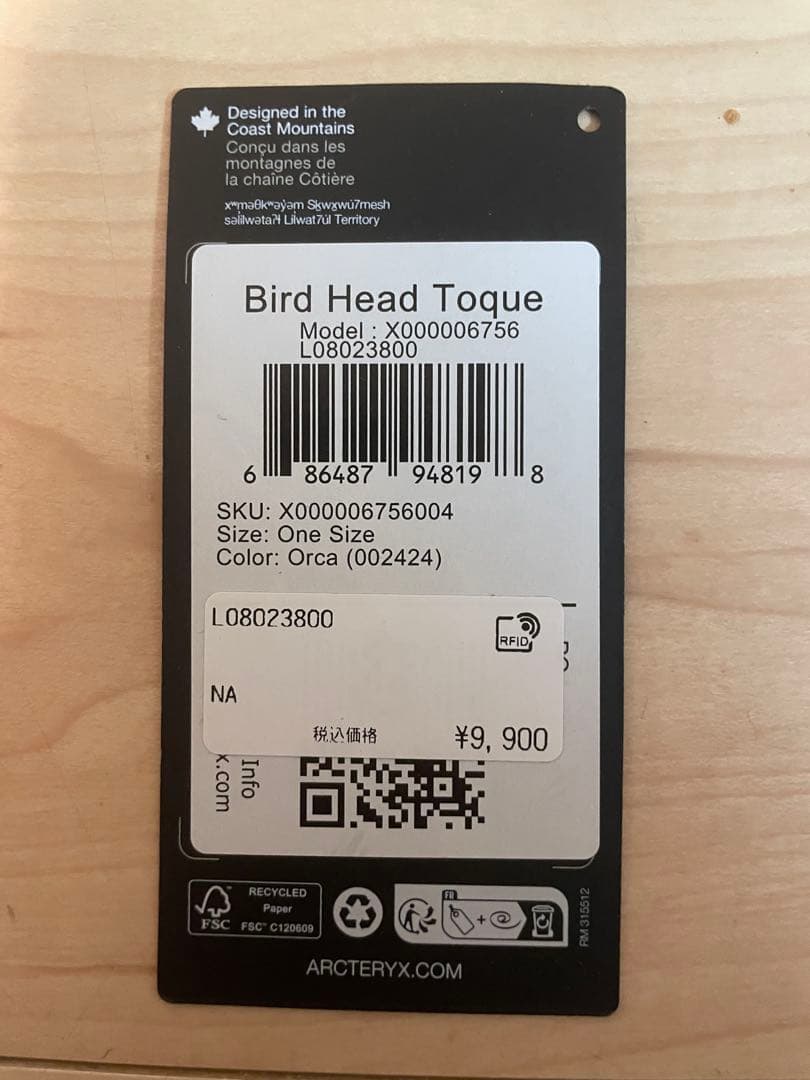 Designed in the
Coast Mountains
Conçu dans les
montagnes de
la chaîne Côtière
xʷməθkʷəy̓əm Sḵwx̱wú7mesh
səlilwətaʔɬ Lil̓wat7úl Territory
Bird Head Toque
Model : X000006756
L08023800
6 86487 94819 8
SKU: X000006756004
Size: One Size
Color: Orca (002424)
L08023800
RFID
NA
税込価格 ¥9,900
Info
x.com
FSC
RECYCLED
Paper
FSC™ C120609
FR
RM 315512
ARCTERYX.COM